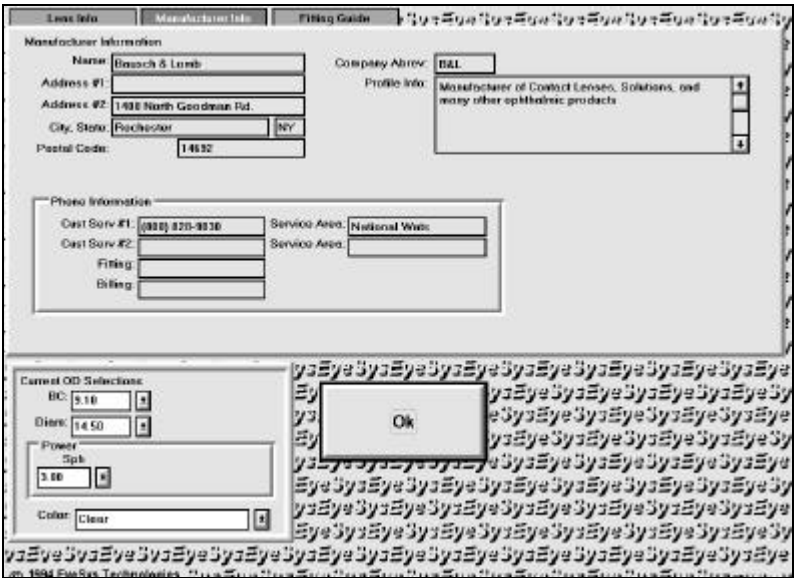 Lens Info Manufacturer Info Fitting Guide
Manufacturer Information
Name: Bausch & Lomb Company Abrev: B&L
Address #1: Profile Info: Manufacturer of Contact Lenses, Solutions, and
Address #2: 1400 North Goodman Rd. many other ophthalmic products
City, State: Rochester NY
Postal Code: 14692
Phone Information
Cust Serv #1: (800) 828-9030 Service Area: National Wats
Cust Serv #2: Service Area:
Fitting:
Billing:
Current OD Selections
BC: 9.10
Diam: 14.50
Power
Sph
3.00
Color: Clear
Ok
EyeSysEyeSysEyeSysEyeSysEyeSysEye
© 1994 EyeSys Technologies